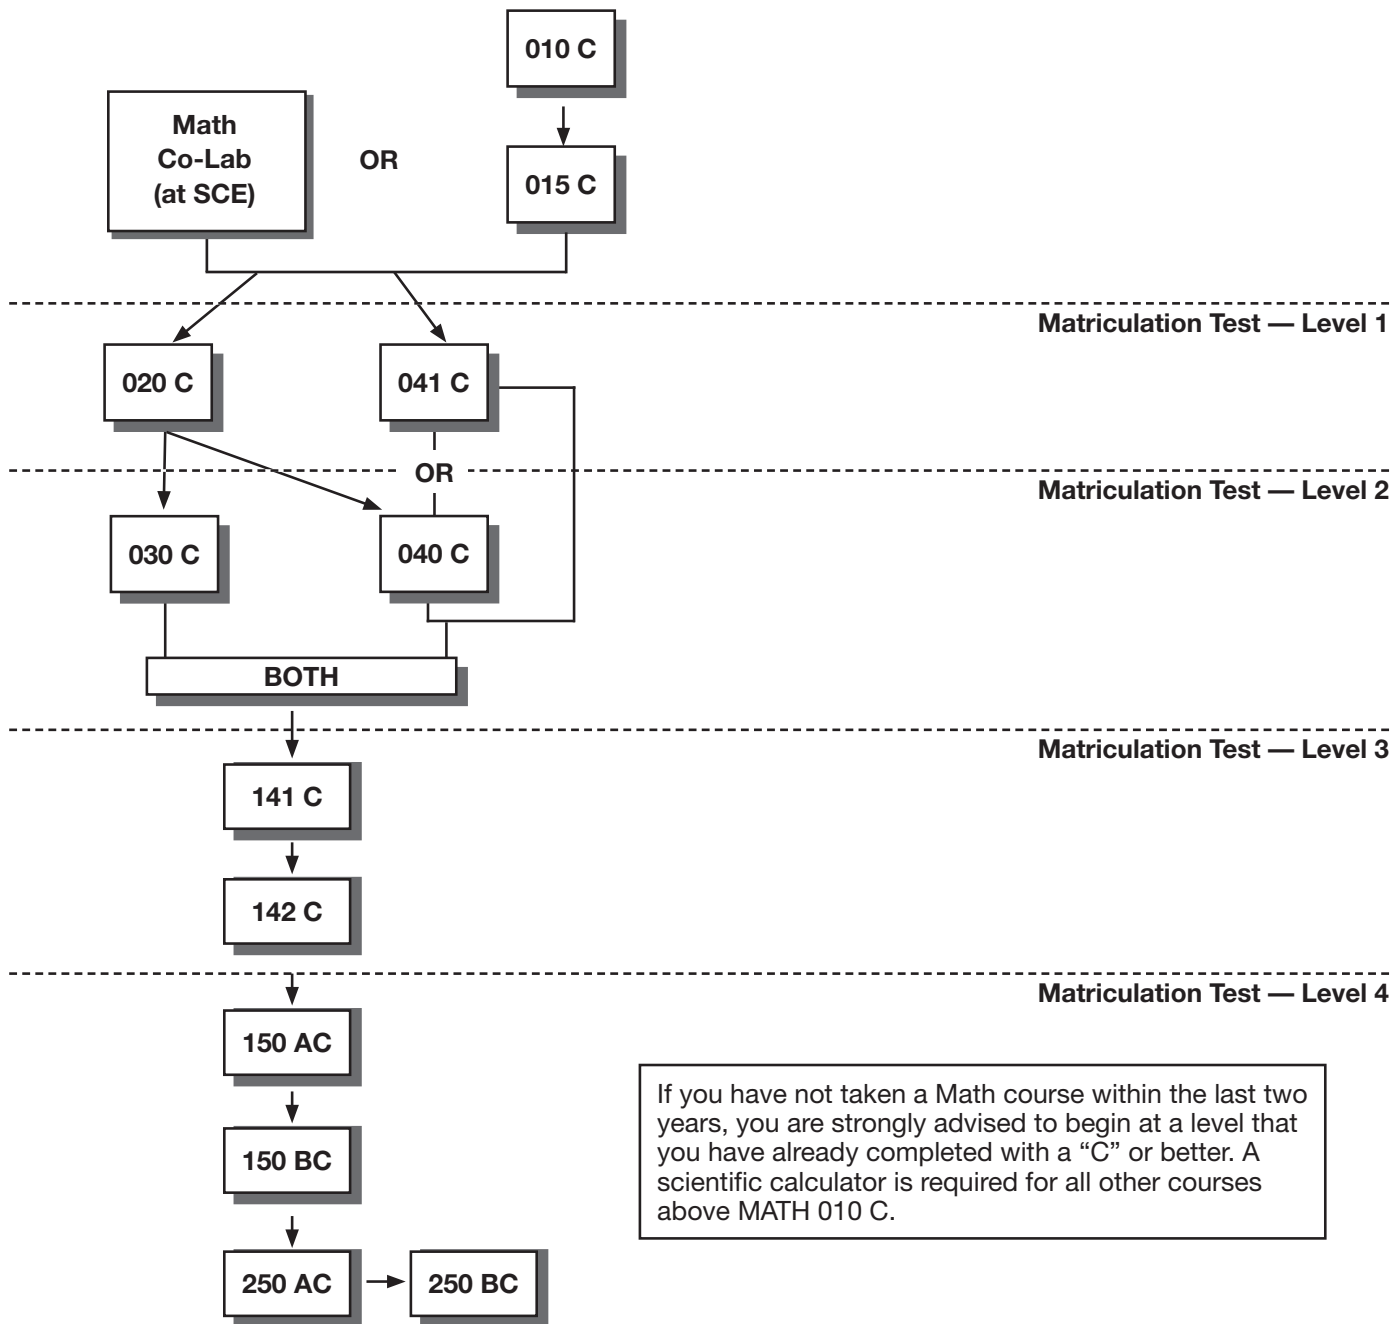 010 C
Math
Co-Lab
(at SCE)
OR
015 C
Matriculation Test — Level 1
020 C
041 C
OR
Matriculation Test — Level 2
030 C
040 C
BOTH
Matriculation Test — Level 3
141 C
142 C
Matriculation Test — Level 4
150 AC
If you have not taken a Math course within the last two
years, you are strongly advised to begin at a level that
you have already completed with a “C” or better. A
scientific calculator is required for all other courses
above MATH 010 C.
150 BC
250 AC
250 BC